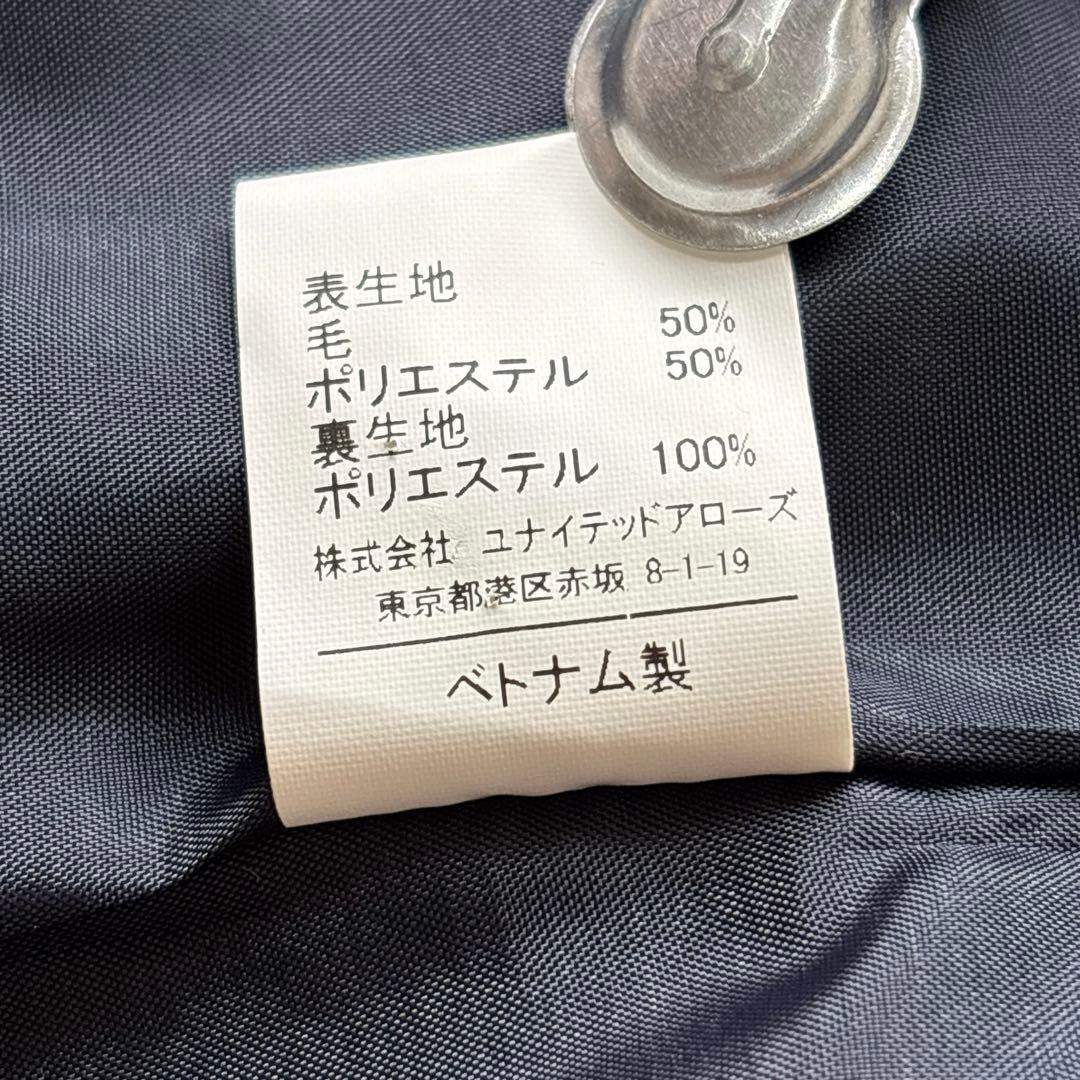 表生地
毛 50%
ポリエステル 50%
裏生地
ポリエステル 100%
株式会社 ユナイテッドアローズ
東京都港区赤坂 8-1-19
ベトナム製